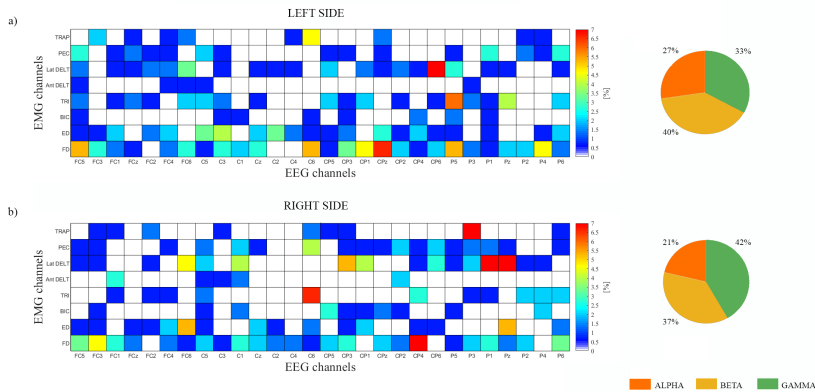 LEFT SIDE
a)
EMG channels
TRAP
PEC
Lat DELT
Ant DELT
TRI
BIC
ED
FD
FC5 FC3 FC1 FCz FC2 FC4 FC6 C5 C3 C1 Cz C2 C4 C6 CP5 CP3 CP1 CPz CP2 CP4 CP6 P5 P3 P1 Pz P2 P4 P6
EEG channels
7
6.5
6
5.5
5
4.5
4
3.5
3
2.5
2
1.5
1
0.5
0
[%]
27%
33%
40%
RIGHT SIDE
b)
EMG channels
TRAP
PEC
Lat DELT
Ant DELT
TRI
BIC
ED
FD
FC5 FC3 FC1 FCz FC2 FC4 FC6 C5 C3 C1 Cz C2 C4 C6 CP5 CP3 CP1 CPz CP2 CP4 CP6 P5 P3 P1 Pz P2 P4 P6
EEG channels
7
6.5
6
5.5
5
4.5
4
3.5
3
2.5
2
1.5
1
0.5
0
[%]
21%
42%
37%
ALPHA BETA GAMMA